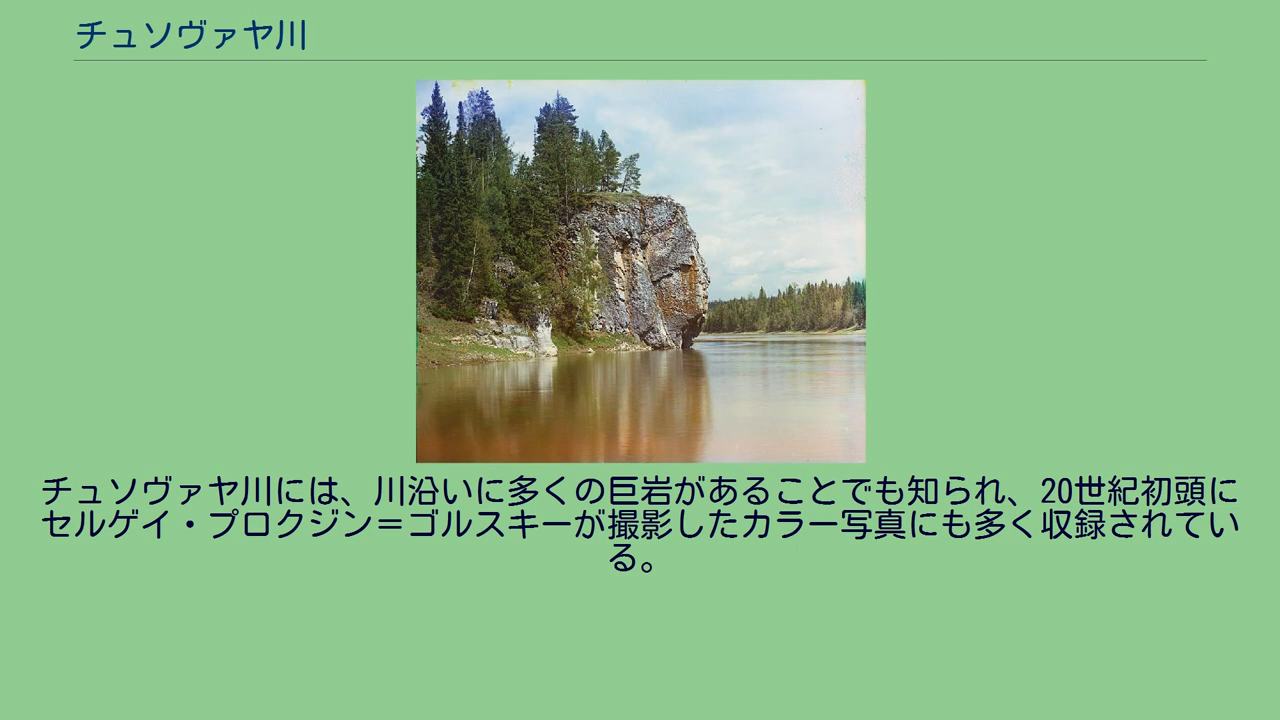 チュソヴァヤ川
チュソヴァヤ川には、川沿いに多くの巨岩があることでも知られ、20世紀初頭に
セルゲイ・プロクジン＝ゴルスキーが撮影したカラー写真にも多く収録されてい
る。